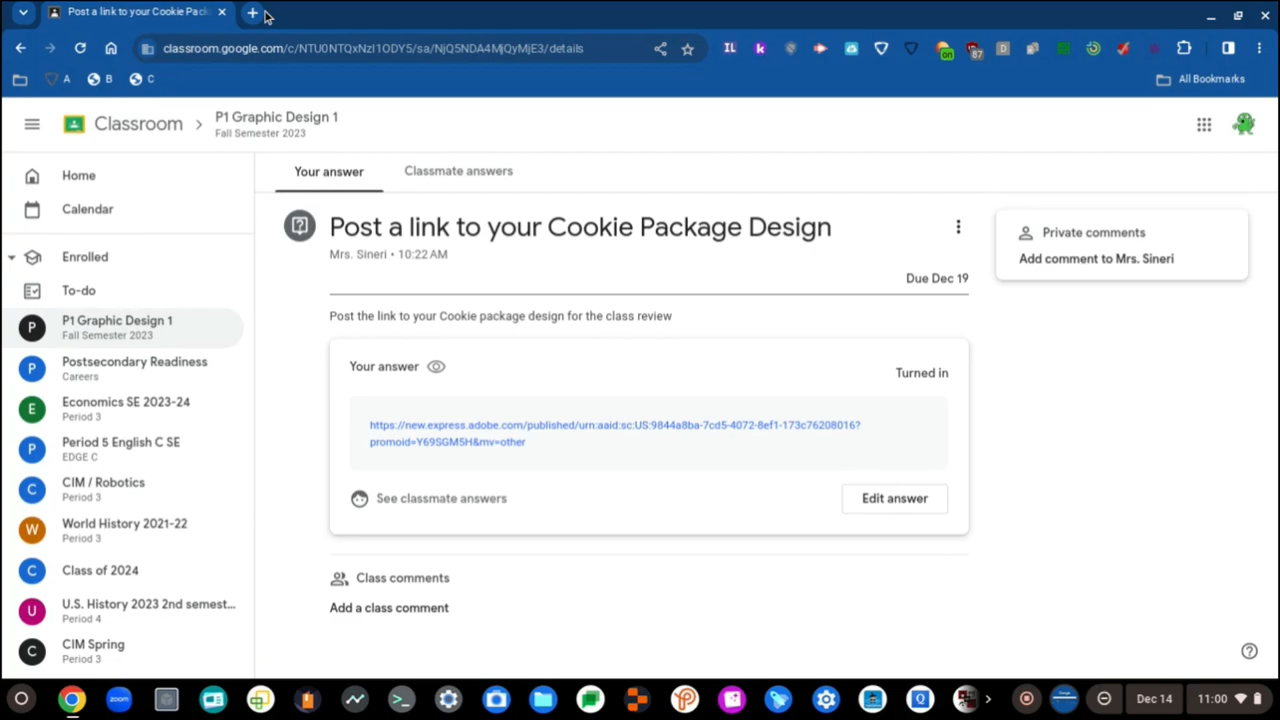 Post a link to your Cookie Pack
classroom.google.com/c/NTU0NTQxNzI1ODY5/sa/NjQ5NDA4MjQyMjE3/details
IL
k
on
87
D
A
B
C
All Bookmarks
Classroom
P1 Graphic Design 1
Fall Semester 2023
Home
Calendar
Enrolled
To-do
P
P1 Graphic Design 1
Fall Semester 2023
P
Postsecondary Readiness
Careers
E
Economics SE 2023-24
Period 3
P
Period 5 English C SE
EDGE C
C
CIM / Robotics
Period 3
W
World History 2021-22
Period 3
C
Class of 2024
U
U.S. History 2023 2nd semest...
Period 4
C
CIM Spring
Period 3
Your answer
Classmate answers
Post a link to your Cookie Package Design
Mrs. Sineri • 10:22 AM
Due Dec 19
Post the link to your Cookie package design for the class review
Your answer
Turned in
https://new.express.adobe.com/published/urn:aaid:sc:US:9844a8ba-7cd5-4072-8ef1-173c76208016?
promoid=Y69SGM5H&mv=other
See classmate answers
Edit answer
Class comments
Add a class comment
Private comments
Add comment to Mrs. Sineri
zoom
Q
Dec 14
11:00